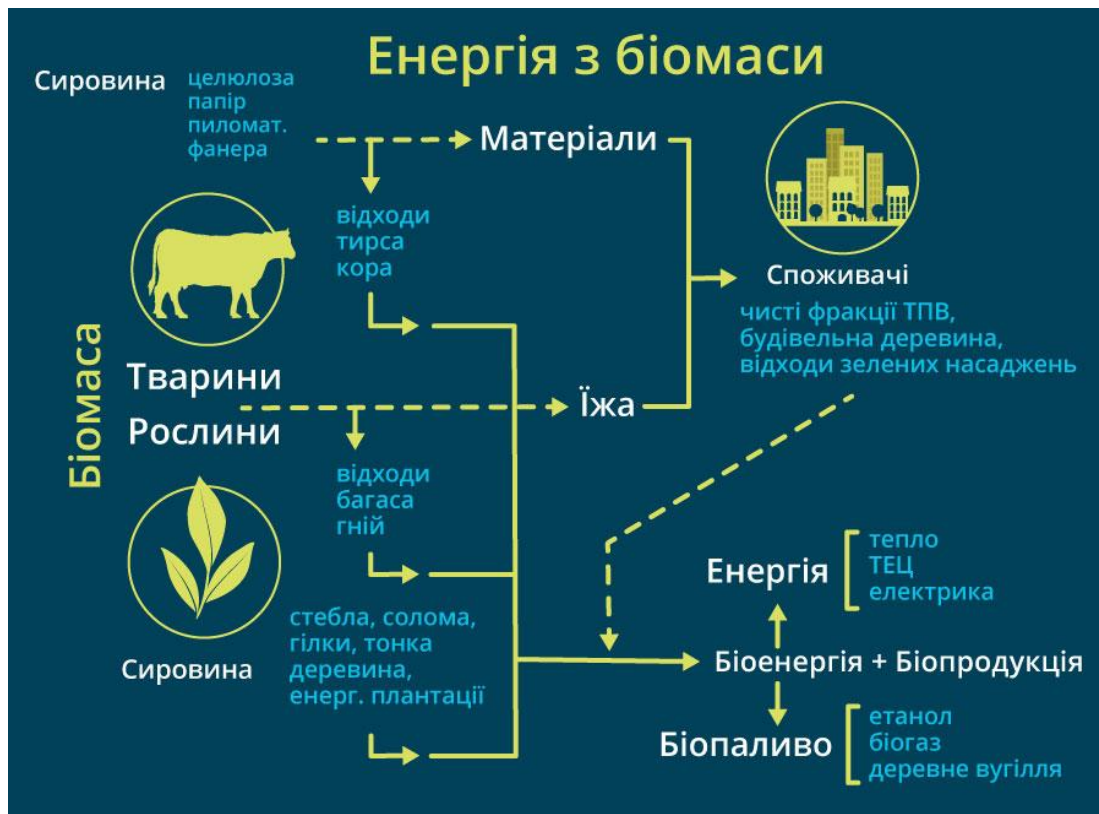 Енергія з біомаси
Сировина
целюлоза
папір
пиломат.
фанера
Матеріали
відходи
тирса
кора
Споживачі
чисті фракції ТПВ,
будівельна деревина,
відходи зелених насаджень
Біомаса
Тварини
Рослини
Їжа
відходи
багаса
гній
стебла, солома,
гілки, тонка
деревина,
енерг. плантації
Сировина
Енергія
тепло
ТЕЦ
електрика
Біоенергія + Біопродукція
Біопаливо
етанол
біогаз
деревне вугілля